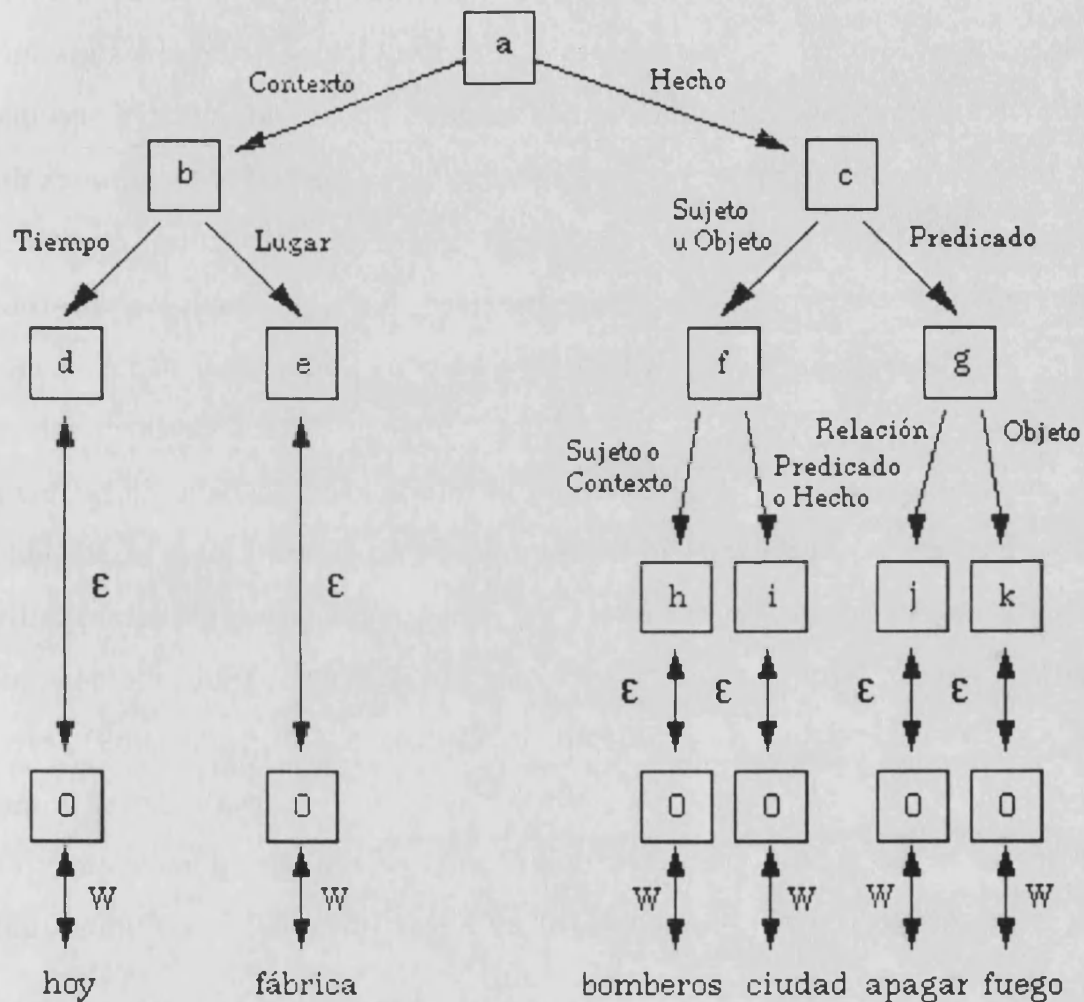 a
Contexto
Hecho
b
c
Tiempo
Lugar
Sujeto
u Objeto
Predicado
d
e
f
g
Sujeto o
Contexto
Predicado
o Hecho
Relación
Objeto
ε
ε
h
i
j
k
ε
ε
ε
ε
0
0
0
0
0
0
W
W
W
W
W
W
hoy
fábrica
bomberos
ciudad
apagar
fuego